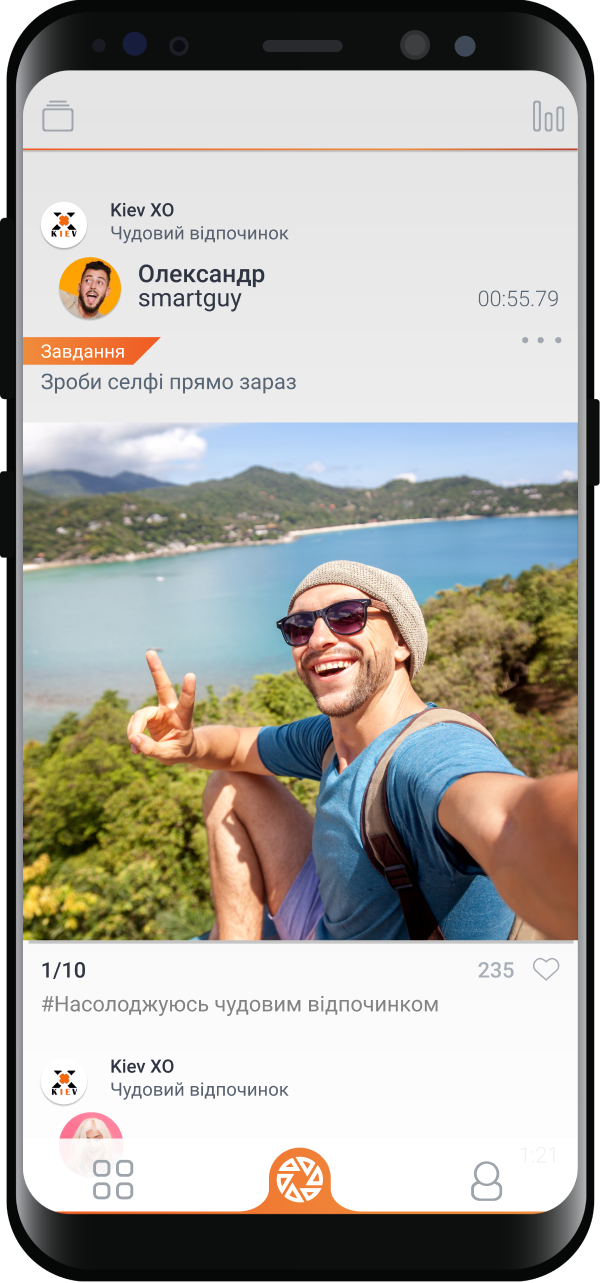 Kiev XO
KIEV
Чудовий відпочинок
Олександр
smartguy
00:55.79
Завдання
Зроби селфі прямо зараз
1/10
235
#Насолоджуюсь чудовим відпочинком
Kiev XO
KIEV
Чудовий відпочинок
1.21